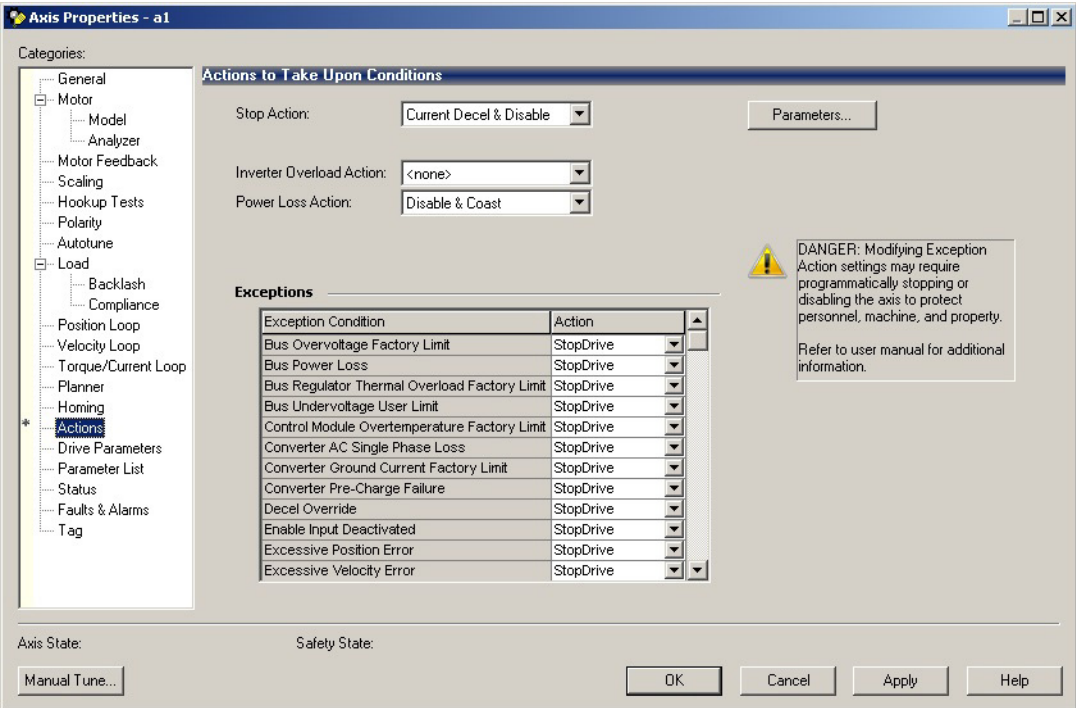 Axis Properties - a1
Categories:
General
Motor
Model
Analyzer
Motor Feedback
Scaling
Hookup Tests
Polarity
Autotune
Load
Backlash
Compliance
Position Loop
Velocity Loop
Torque/Current Loop
Planner
Homing
* Actions
Drive Parameters
Parameter List
Status
Faults & Alarms
Tag
Actions to Take Upon Conditions
Stop Action: Current Decel & Disable
Parameters...
Inverter Overload Action: <none>
Power Loss Action: Disable & Coast
DANGER: Modifying Exception
Action settings may require
programmatically stopping or
disabling the axis to protect
personnel, machine, and property.
Refer to user manual for additional
information.
Exceptions
Exception Condition Action
Bus Overvoltage Factory Limit StopDrive
Bus Power Loss StopDrive
Bus Regulator Thermal Overload Factory Limit StopDrive
Bus Undervoltage User Limit StopDrive
Control Module Overtemperature Factory Limit StopDrive
Converter AC Single Phase Loss StopDrive
Converter Ground Current Factory Limit StopDrive
Converter Pre-Charge Failure StopDrive
Decel Override StopDrive
Enable Input Deactivated StopDrive
Excessive Position Error StopDrive
Excessive Velocity Error StopDrive
Axis State: Safety State:
Manual Tune... OK Cancel Apply Help